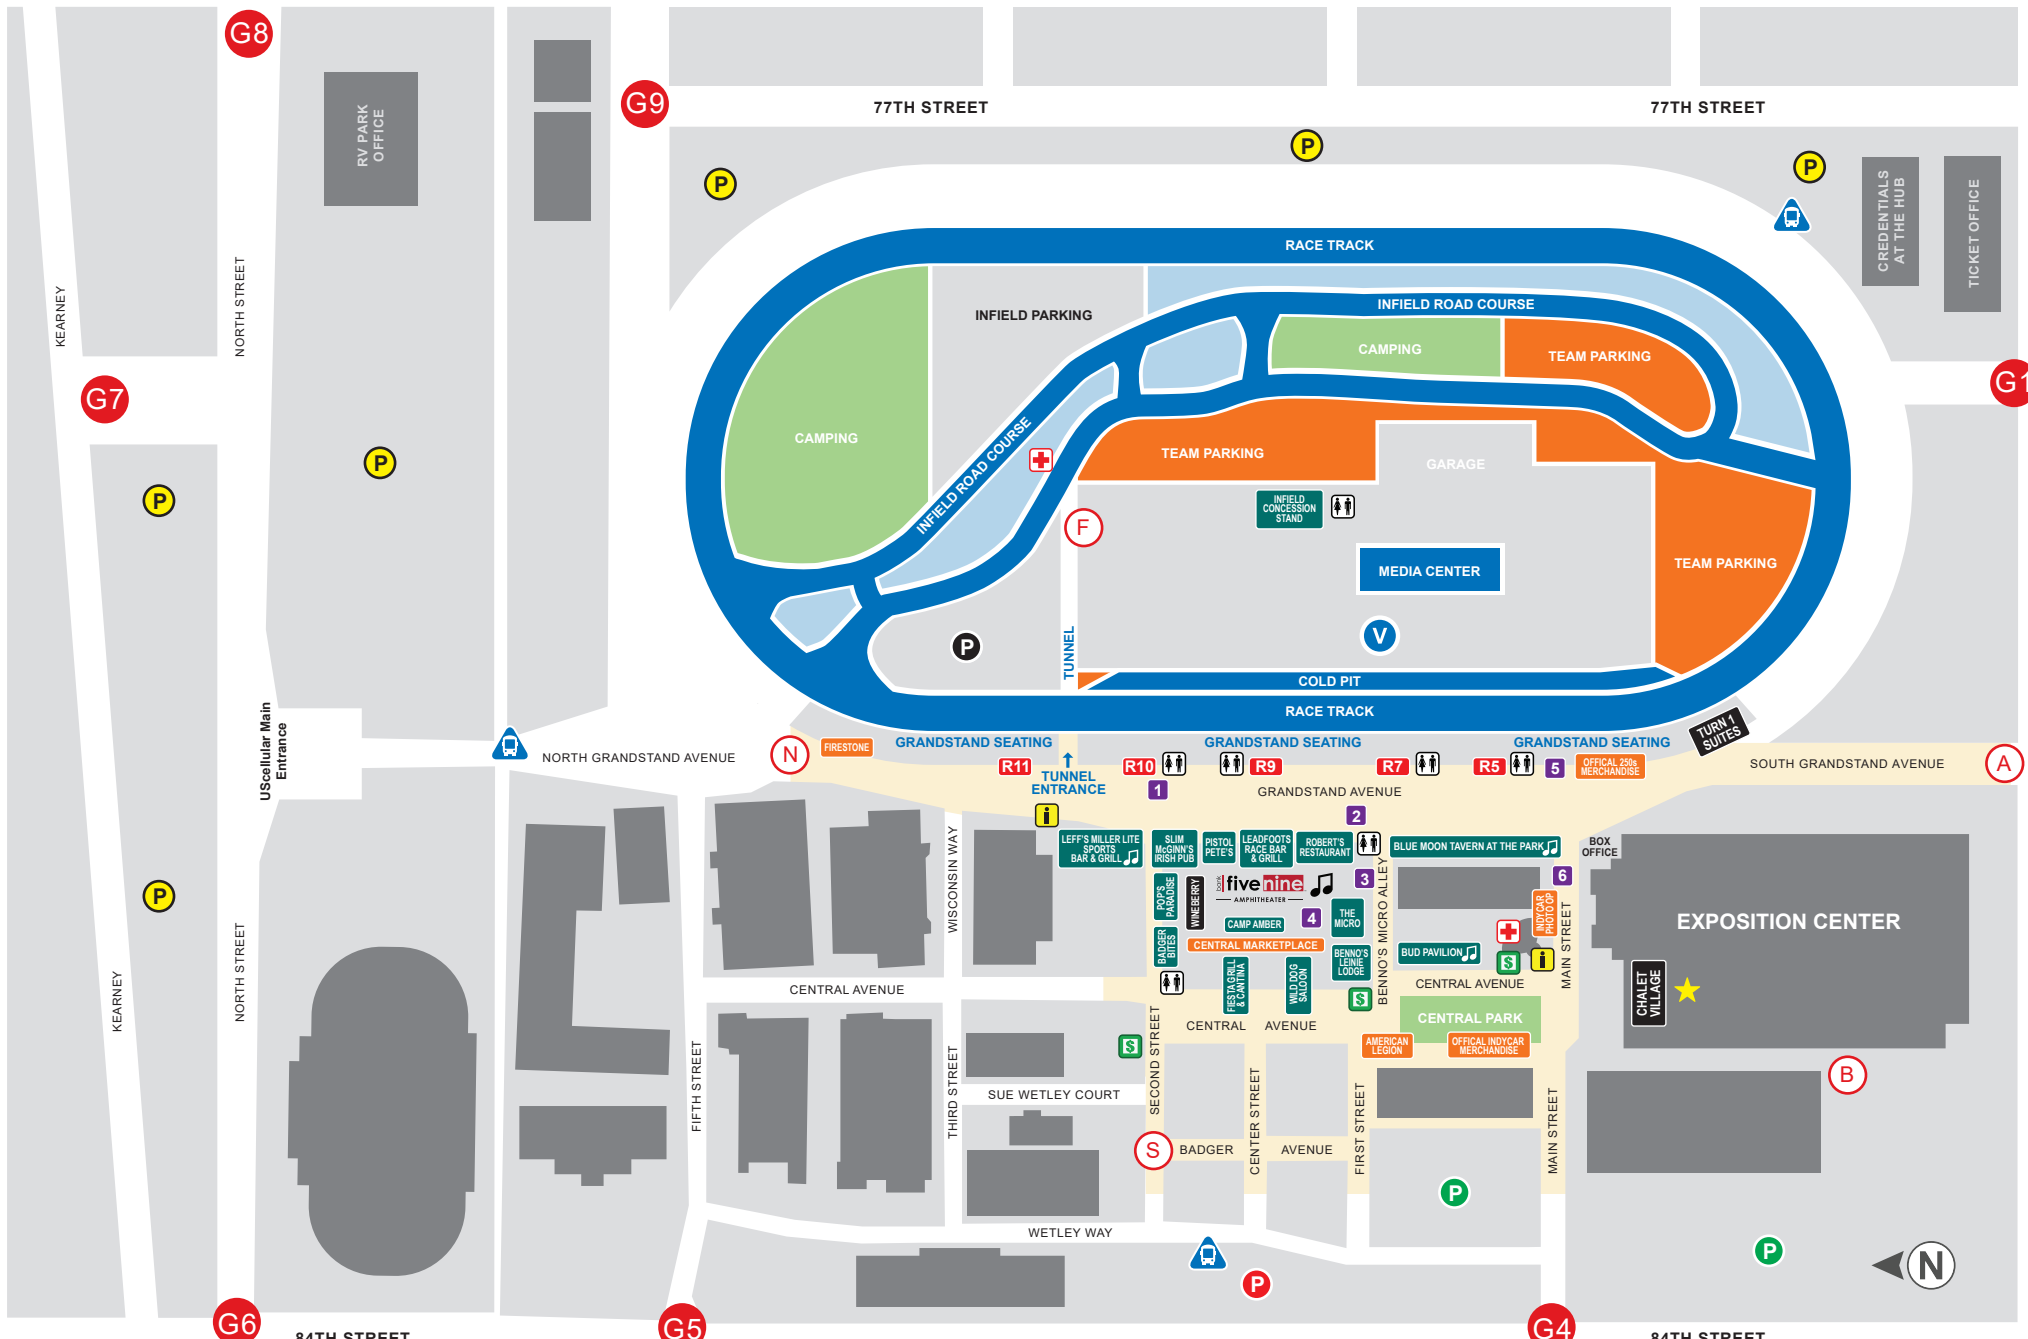 G8
G9
77TH STREET
77TH STREET
RV PARK
OFFICE
P
P
P
CREDENTIALS
AT THE HUB
TICKET OFFICE
RACE TRACK
KEARNEY
NORTH STREET
INFIELD PARKING
INFIELD ROAD COURSE
CAMPING
TEAM PARKING
G7
G1
CAMPING
INFIELD ROAD COURSE
TEAM PARKING
GARAGE
P
P
INFIELD
CONCESSION
STAND
F
MEDIA CENTER
TEAM PARKING
P
TUNNEL
V
COLD PIT
RACE TRACK
UScellular Main
Entrance
NORTH GRANDSTAND AVENUE
N
FIRESTONE
GRANDSTAND SEATING
GRANDSTAND SEATING
GRANDSTAND SEATING
TURN 1
SUITES
R11
R10
R9
R7
R5
5
OFFICAL 250s
MERCHANDISE
SOUTH GRANDSTAND AVENUE
A
TUNNEL
ENTRANCE
1
GRANDSTAND AVENUE
2
i
LEFF'S MILLER LITE
SPORTS
BAR & GRILL
SLIM
McGINN'S
IRISH PUB
PISTOL
PETE'S
LEADFOOTS
RACE BAR
& GRILL
ROBERT'S
RESTAURANT
BLUE MOON TAVERN AT THE PARK
BOX
OFFICE
WISCONSIN WAY
POP'S
PARADISE
WINEBERRY
bank
five nine
AMPHITHEATER
3
BENNO'S MICRO ALLEY
6
P
CAMP AMBER
4
THE
MICRO
INDYCAR
PHOTO OP
MAIN STREET
EXPOSITION CENTER
BADGER
BITES
CENTRAL MARKETPLACE
BENNO'S
LEINIE
LODGE
BUD PAVILION
$
i
KEARNEY
NORTH STREET
CENTRAL AVENUE
FIESTA GRILL
& CANTINA
WILD DOG
SALOON
$
CENTRAL AVENUE
CHALET
VILLAGE
CENTRAL AVENUE
CENTRAL PARK
$
AMERICAN
LEGION
OFFICAL INDYCAR
MERCHANDISE
FIFTH STREET
THIRD STREET
SUE WETLEY COURT
SECOND STREET
CENTER STREET
FIRST STREET
MAIN STREET
B
S
BADGER AVENUE
P
WETLEY WAY
P
P
N
G6
G5
G4
84TH STREET
84TH STREET